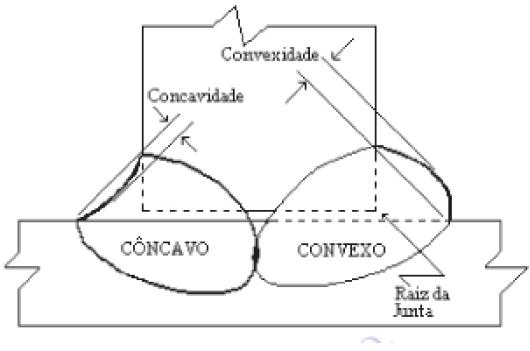 Convexidade
Concavidade
CÔNCAVO
CONVEXO
Raiz da
Junta